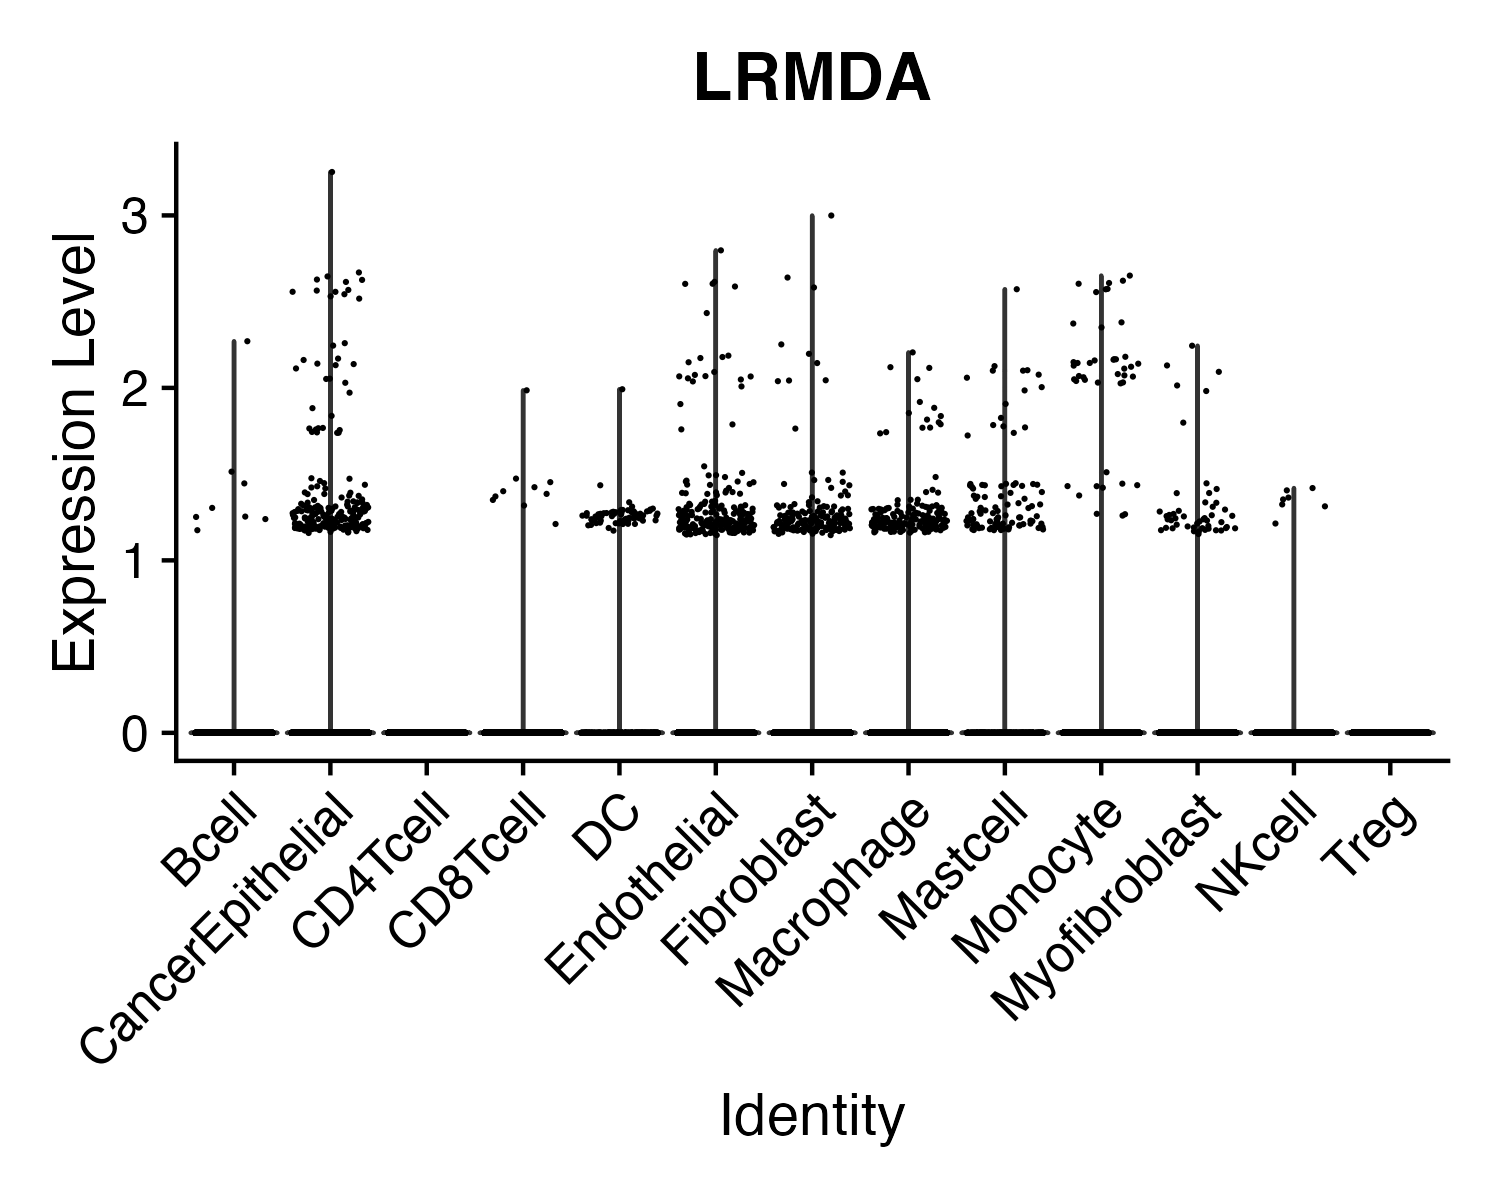 LRMDA
Expression Level
3
2
1
0
Bcell
CancerEpithelial
CD4Tcell
CD8Tcell
DC
Endothelial
Fibroblast
Macrophage
Mastcell
Monocyte
Myofibroblast
NKcell
Treg
Identity